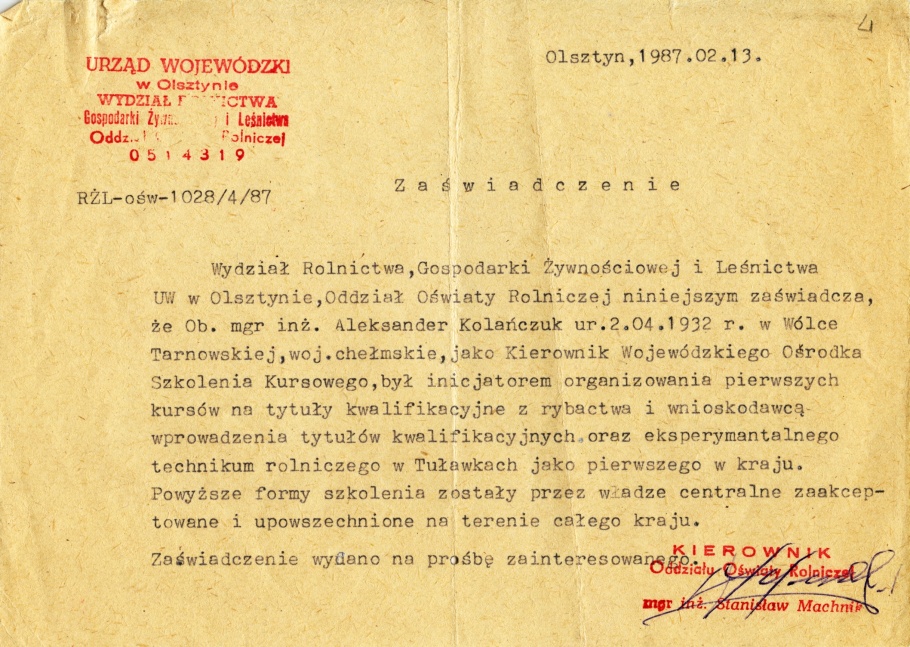 4
Olsztyn,1987.02.13.
URZĄD WOJEWÓDZKI
w Olsztynie
WYDZIAŁ
Gospodarki i Leśnictwa
Rolniczej
0514319
RŻL-ośw-1028/4/87
Zaświadczenie
Wydział Rolnictwa,Gospodarki Żywnościowej i Leśnictwa
UW w Olsztynie,Oddział Oświaty Rolniczej niniejszym zaświadcza,
że Ob. mgr inż. Aleksander Kolańczuk ur.2.04.1932 r. w Wólce
Tarnowskiej,woj.chełmskie,jako Kierownik Wojewódzkiego Ośrodka
Szkolenia Kursowego,był inicjatorem organizowania pierwszych
kursów na tytuły kwalifikacyjne z rybactwa i wnioskodawcą
wprowadzenia tytułów kwalifikacyjnych oraz eksperymantalnego
technikum rolniczego w Tuławkach jako pierwszego w kraju.
Powyższe formy szkolenia zostały przez władze centralne zaakcep-
towane i upowszechnione na terenie całego kraju.
Zaświadczenie wydano na prośbę zainteresowanego.
KIEROWNIK
Oddziału Oświaty Rolniczej
mgr inż. Stanisław Machnik